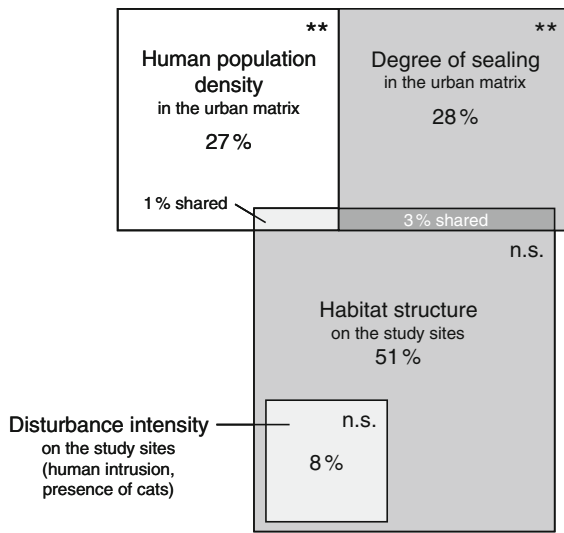 **
Human population
density
in the urban matrix
27 %
**
Degree of sealing
in the urban matrix
28 %
1 % shared
3 % shared
n.s.
Habitat structure
on the study sites
51 %
Disturbance intensity
on the study sites
(human intrusion,
presence of cats)
n.s.
8 %